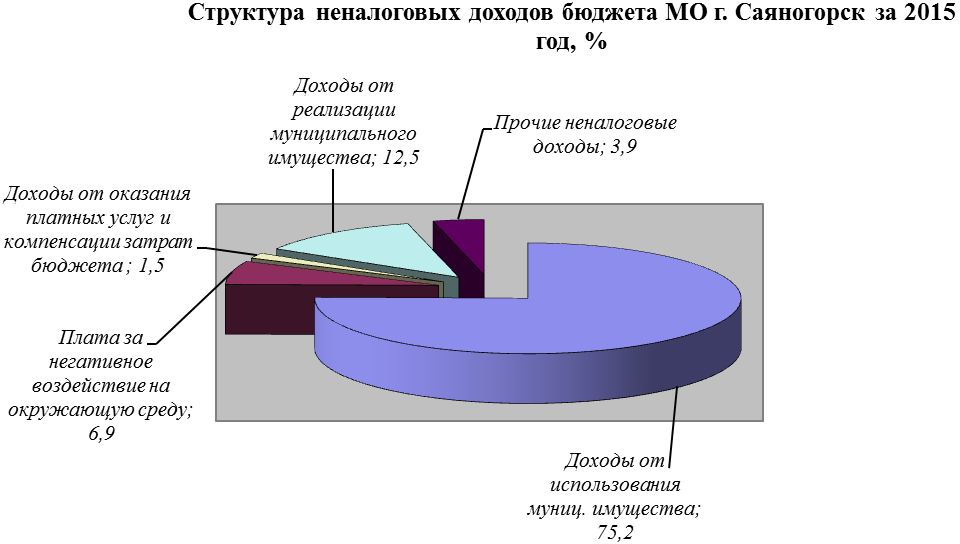 Структура неналоговых доходов бюджета МО г. Саяногорск за 2015
год, %
Доходы от
реализации
муниципального
имущества; 12,5
Прочие неналоговые
доходы; 3,9
Доходы от оказания
платных услуг и
компенсации затрат
бюджета ; 1,5
Плата за
негативное
воздействие на
окружающую среду;
6,9
Доходы от
использования
муниц. имущества;
75,2